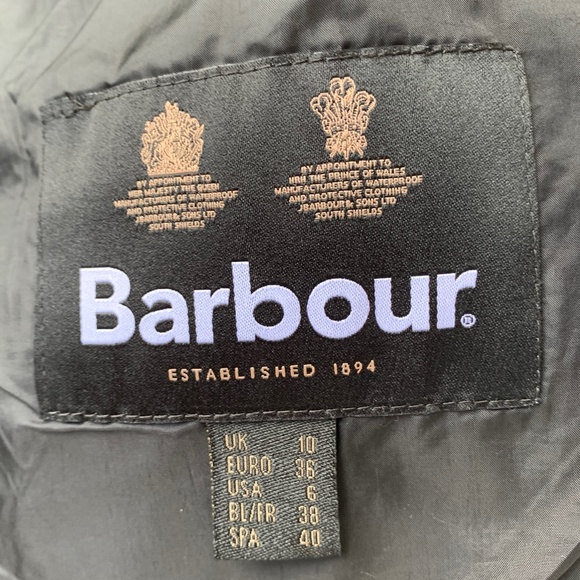 BY APPOINTMENT TO
HER MAJESTY THE QUEEN
MANUFACTURERS OF WATERPROOF
AND PROTECTIVE CLOTHING
J BARBOUR & SONS LTD
SOUTH SHIELDS
BY APPOINTMENT TO
HRH THE PRINCE OF WALES
MANUFACTURERS OF WATERPROOF
AND PROTECTIVE CLOTHING
J BARBOUR & SONS LTD
SOUTH SHIELDS
Barbour.®
ESTABLISHED 1894
UK 10
EURO 36
USA 6
BL/FR 38
SPA 40